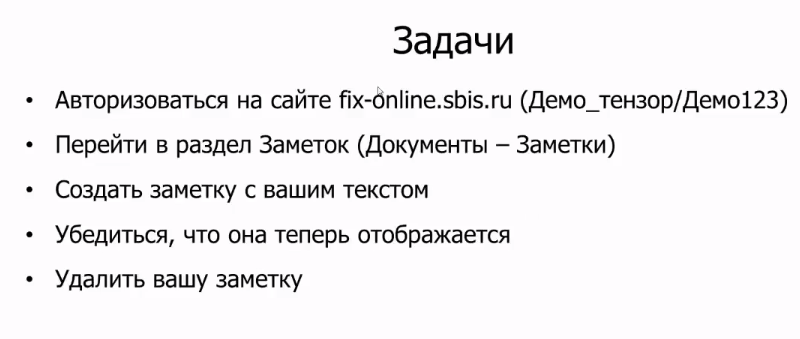 Задачи
• Авторизоваться на сайте fix-online.sbis.ru (Демо_тензор/Демо123)
• Перейти в раздел Заметок (Документы – Заметки)
• Создать заметку с вашим текстом
• Убедиться, что она теперь отображается
• Удалить вашу заметку